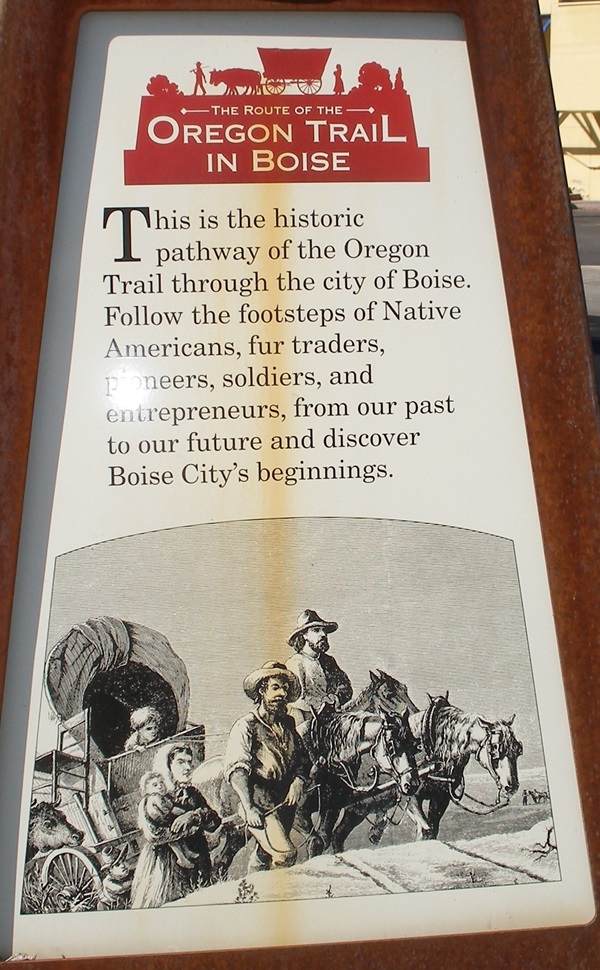 THE ROUTE OF THE
OREGON TRAIL
IN BOISE
This is the historic
pathway of the Oregon
Trail through the city of Boise.
Follow the footsteps of Native
Americans, fur traders,
pioneers, soldiers, and
entrepreneurs, from our past
to our future and discover
Boise City's beginnings.